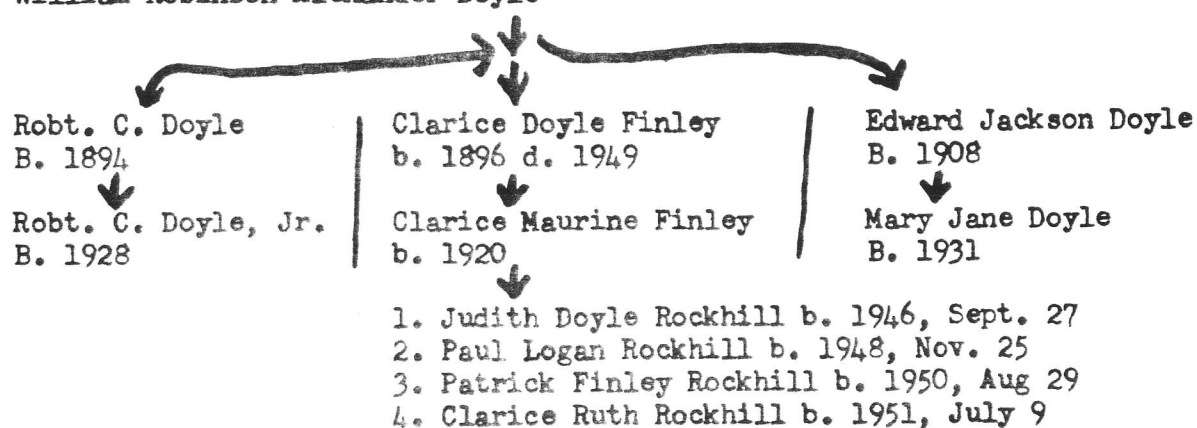 Robt. C. Doyle
B. 1894
Robt. C. Doyle, Jr.
B. 1928
Clarice Doyle Finley
b. 1896 d. 1949
Clarice Maurine Finley
b. 1920
1. Judith Doyle Rockhill b. 1946, Sept. 27
2. Paul Logan Rockhill b. 1948, Nov. 25
3. Patrick Finley Rockhill b. 1950, Aug 29
4. Clarice Ruth Rockhill b. 1951, July 9
Edward Jackson Doyle
B. 1908
Mary Jane Doyle
B. 1931